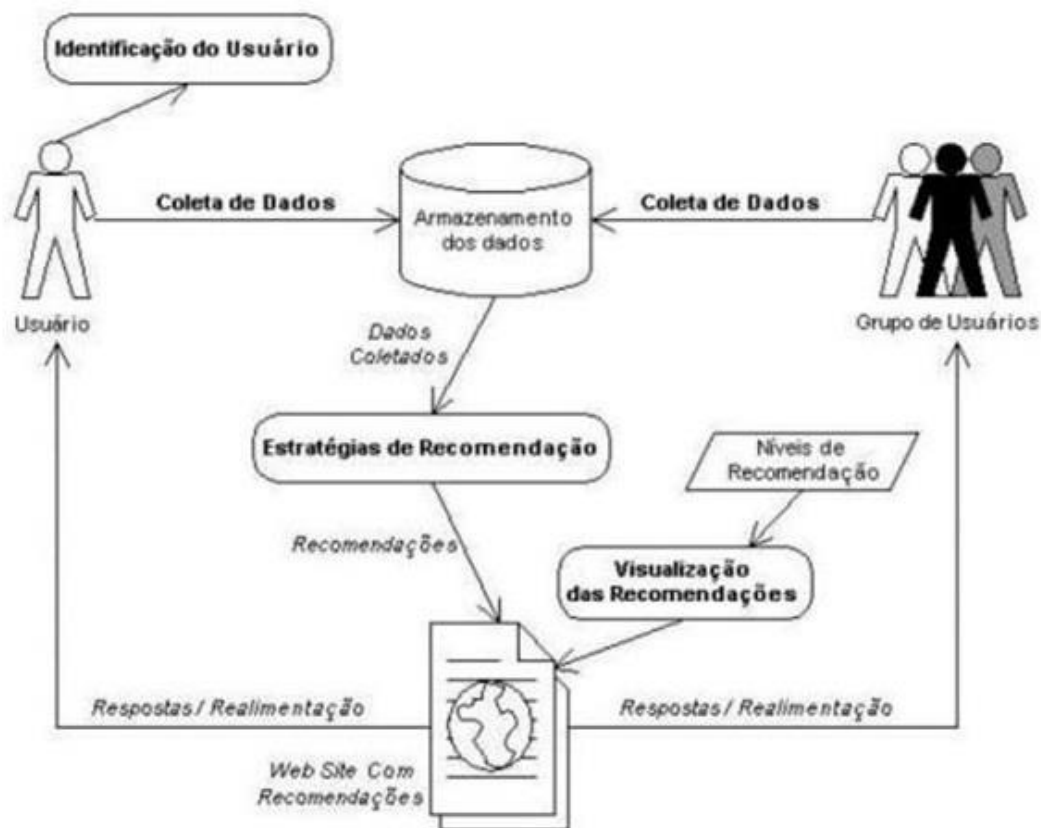 Identificação do Usuário
Coleta de Dados
Coleta de Dados
Armazenamento
dos dados
Usuário
Grupo de Usuários
Dados
Coletados
Estratégias de Recomendação
Níveis de
Recomendação
Recomendações
Visualização
das Recomendações
Respostas / Realimentação
Respostas / Realimentação
Web Site Com
Recomendações